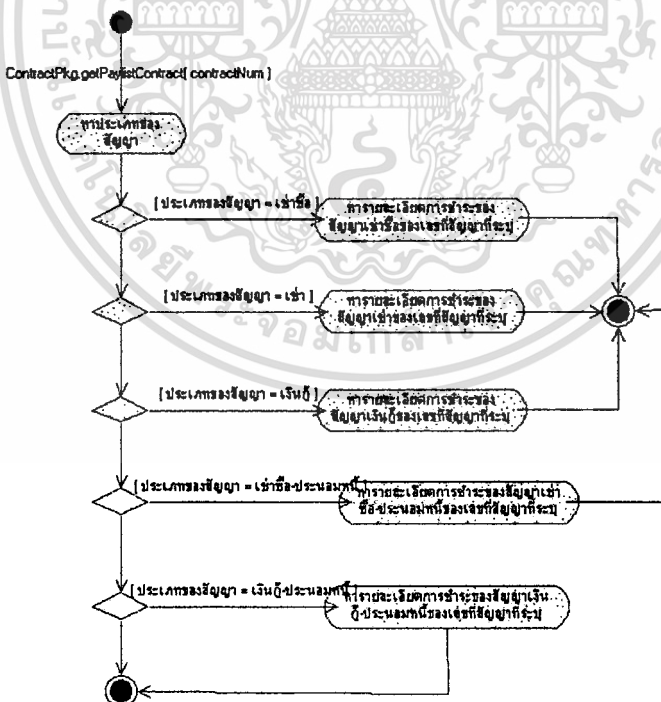 ContractPkg.getPaylistContract[ contractNum ]
หาประเภทของ
สัญญา
[ ประเภทของสัญญา = เช่าซื้อ ]
หารายละเอียดการชำระของ
สัญญาเช่าซื้อของเลขที่สัญญาที่ระบุ
[ ประเภทของสัญญา = เช่า ]
หารายละเอียดการชำระของ
สัญญาเช่าของเลขที่สัญญาที่ระบุ
[ ประเภทของสัญญา = เงินกู้ ]
หารายละเอียดการชำระของ
สัญญาเงินกู้ของเลขที่สัญญาที่ระบุ
[ ประเภทของสัญญา = เช่าซื้อ-ประนอมหนี้ ]
หารายละเอียดการชำระของสัญญาเช่า
ซื้อ-ประนอมหนี้ของเลขที่สัญญาที่ระบุ
[ ประเภทของสัญญา = เงินกู้-ประนอมหนี้ ]
หารายละเอียดการชำระของสัญญาเงิน
กู้-ประนอมหนี้ของเลขที่สัญญาที่ระบุ